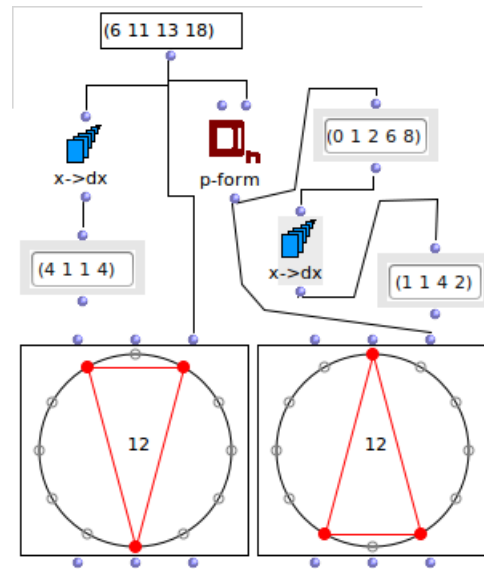 (6 11 13 18)
x->dx
p-form
n
(0 1 2 6 8)
x->dx
(4 1 1 4)
(1 1 4 2)
12
12